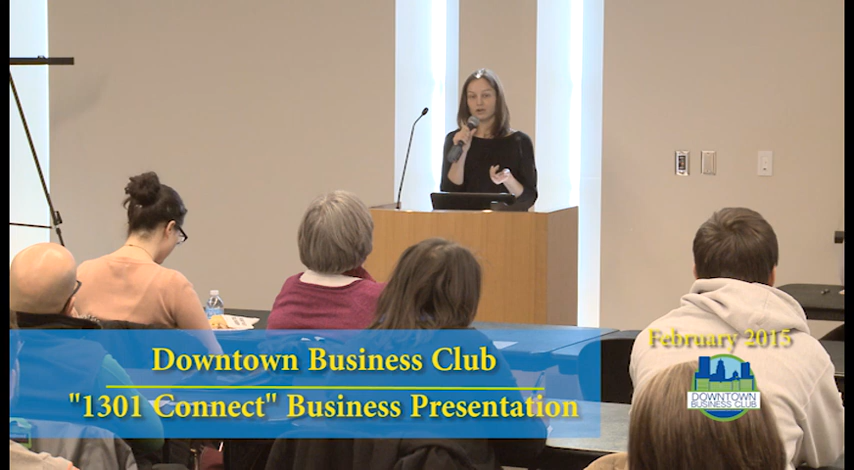 Downtown Business Club
"1301 Connect" Business Presentation
February 2015
DOWNTOWN
BUSINESS CLUB